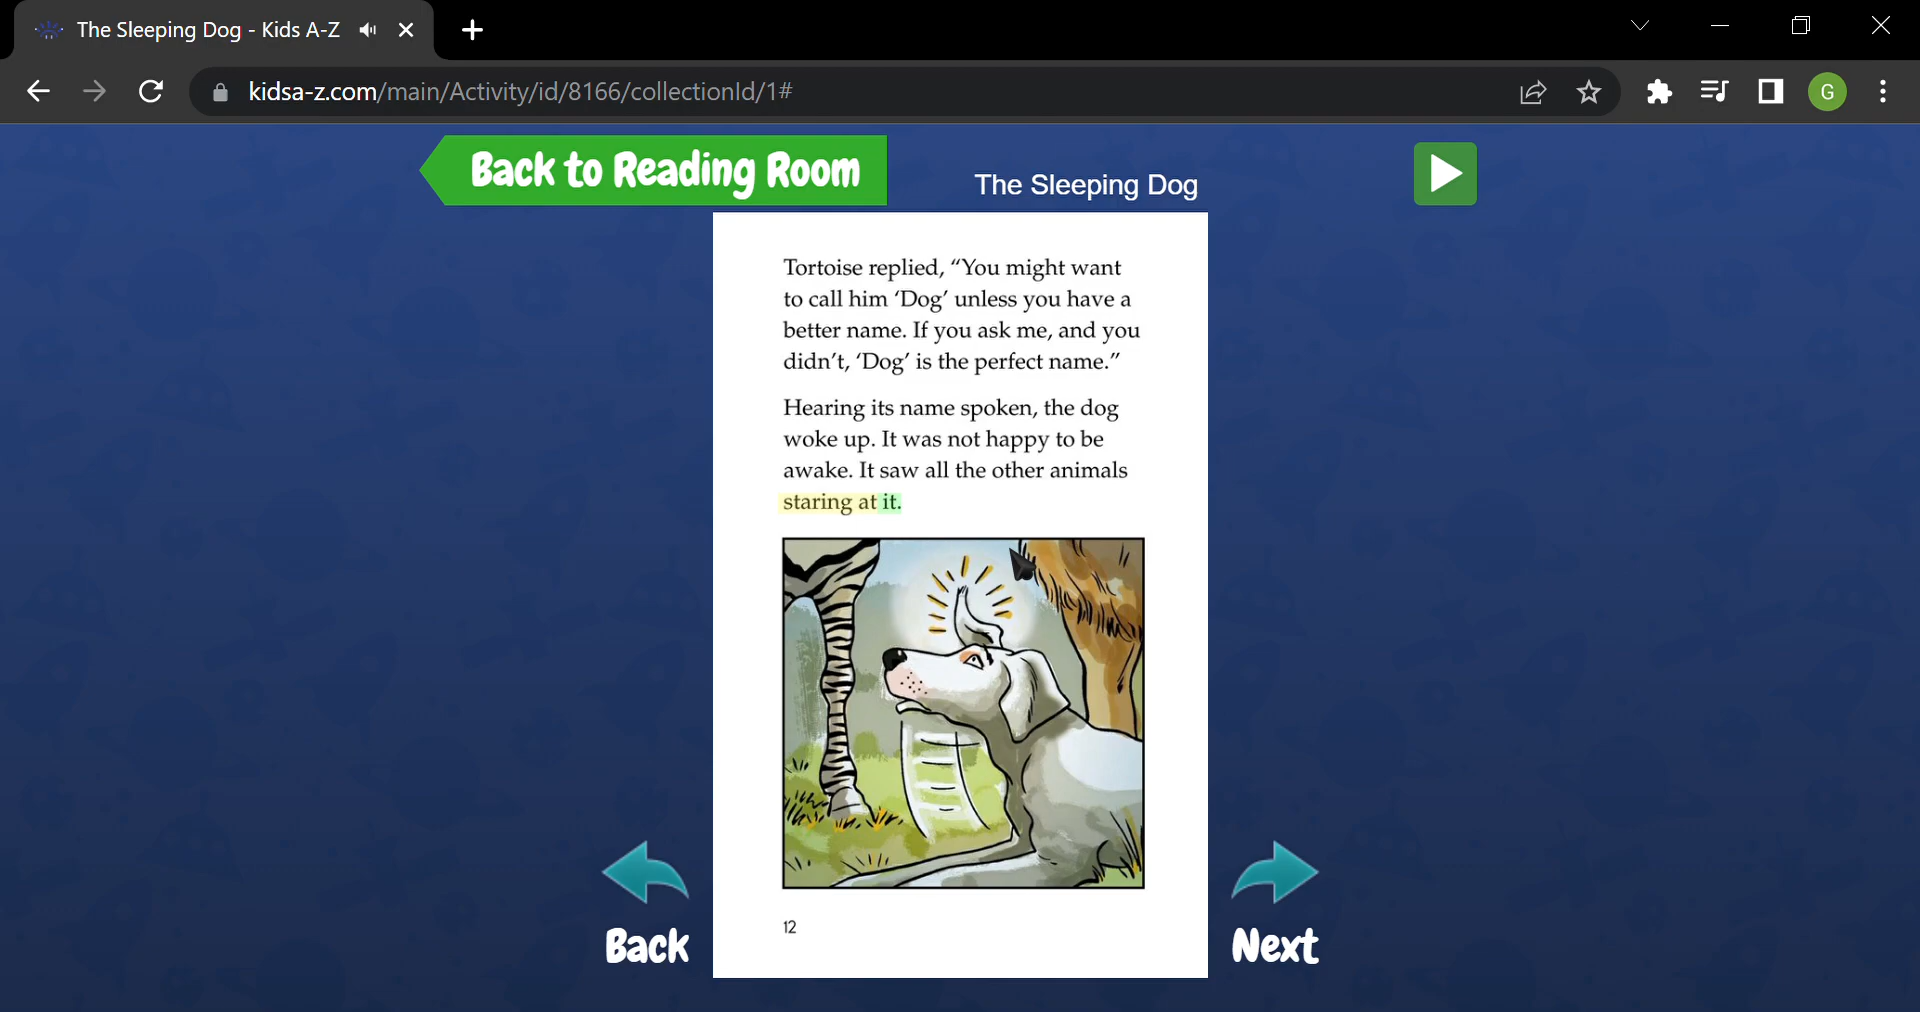 The Sleeping Dog - Kids A-Z
kidsa-z.com/main/Activity/id/8166/collectionId/1#
G
Back to Reading Room
The Sleeping Dog
Tortoise replied, “You might want
to call him ‘Dog’ unless you have a
better name. If you ask me, and you
didn’t, ‘Dog’ is the perfect name.”
Hearing its name spoken, the dog
woke up. It was not happy to be
awake. It saw all the other animals
staring at it.
12
Back
Next